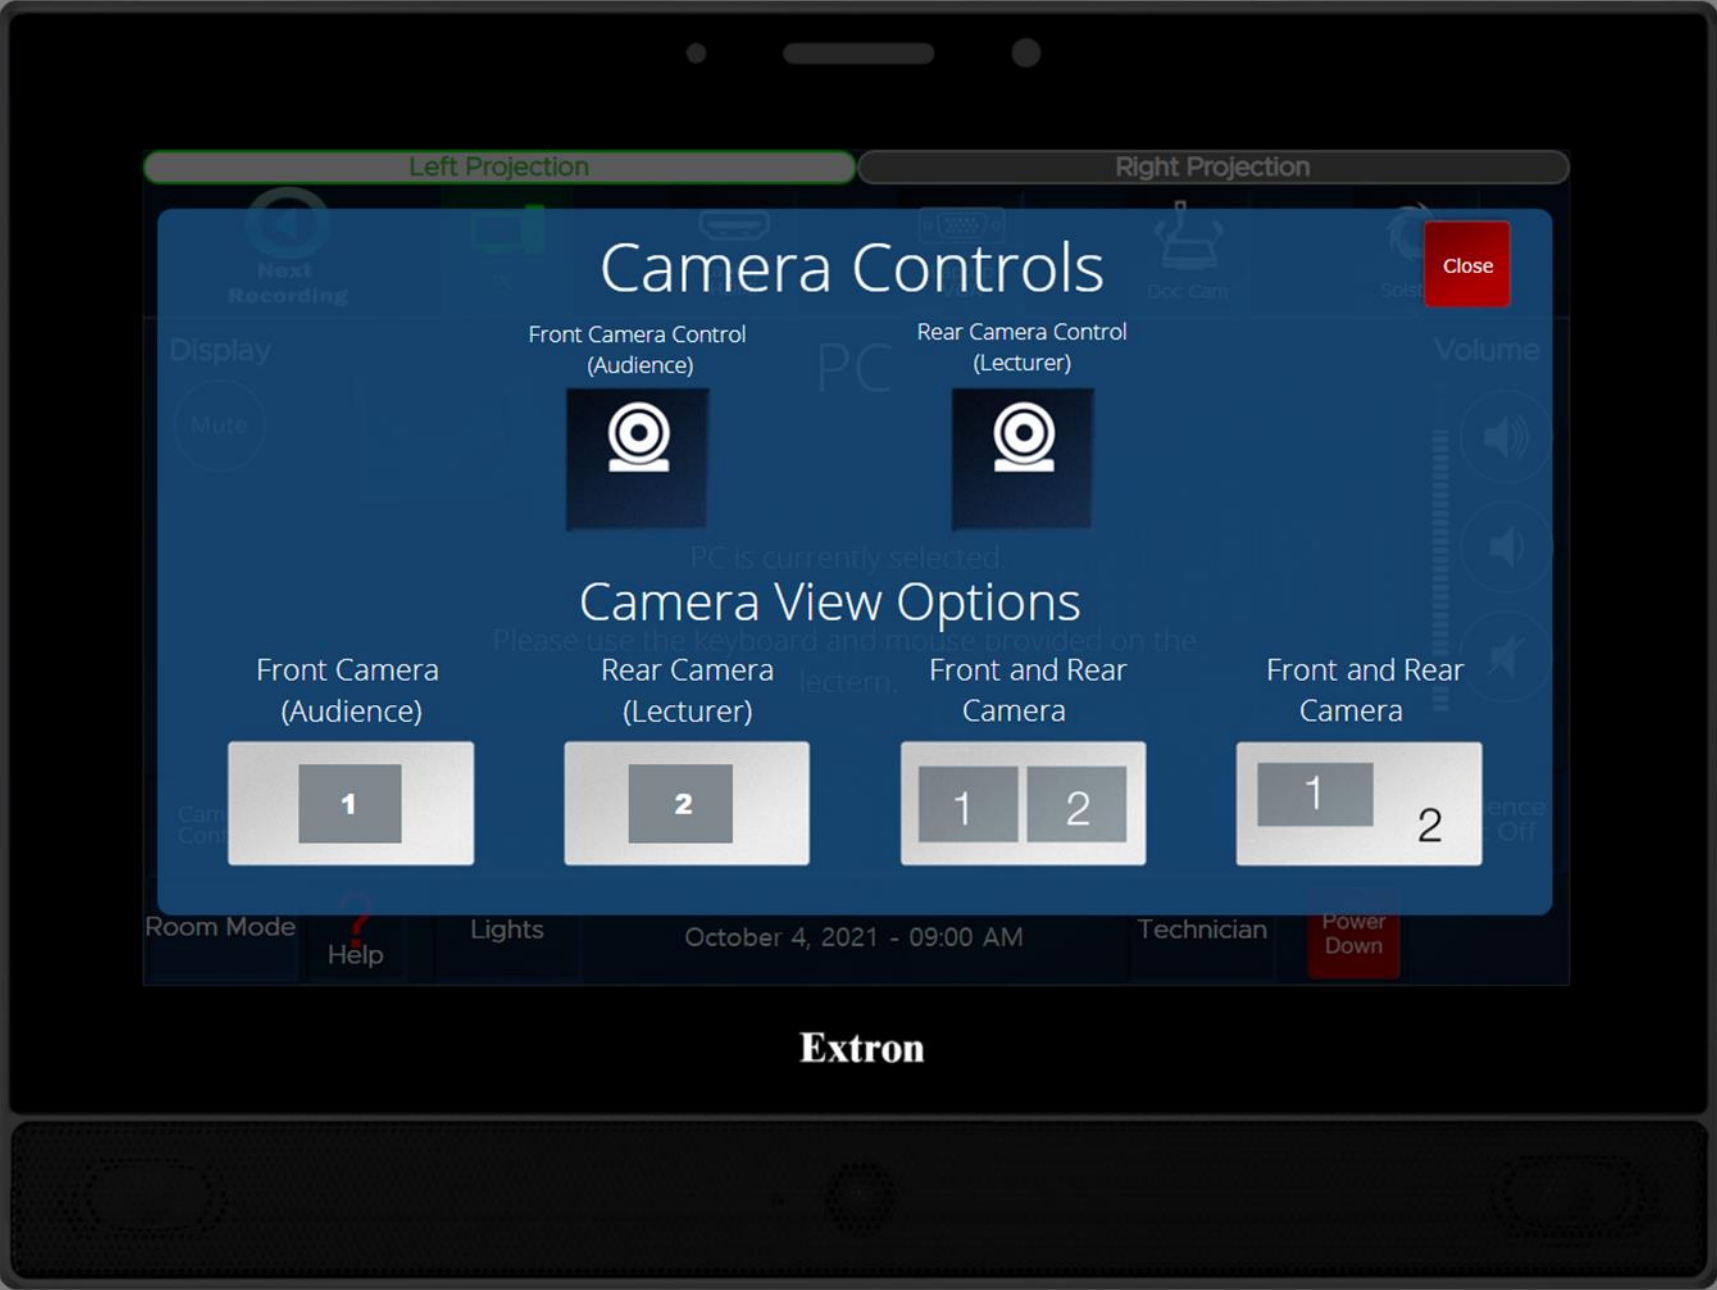 Left Projection
Right Projection
Next
Recording
PC
Doc Cam
Camera Controls
Close
Front Camera Control
(Audience)
Rear Camera Control
(Lecturer)
Display
PC
Volume
Mute
PC is currently selected.
Camera View Options
Please use the keyboard and mouse provided on the
lectern.
Front Camera
(Audience)
Rear Camera
(Lecturer)
Front and Rear
Camera
Front and Rear
Camera
1
2
1
2
1
2
Off
Room Mode
Help
Lights
October 4, 2021 - 09:00 AM
Technician
Power
Down
Extron